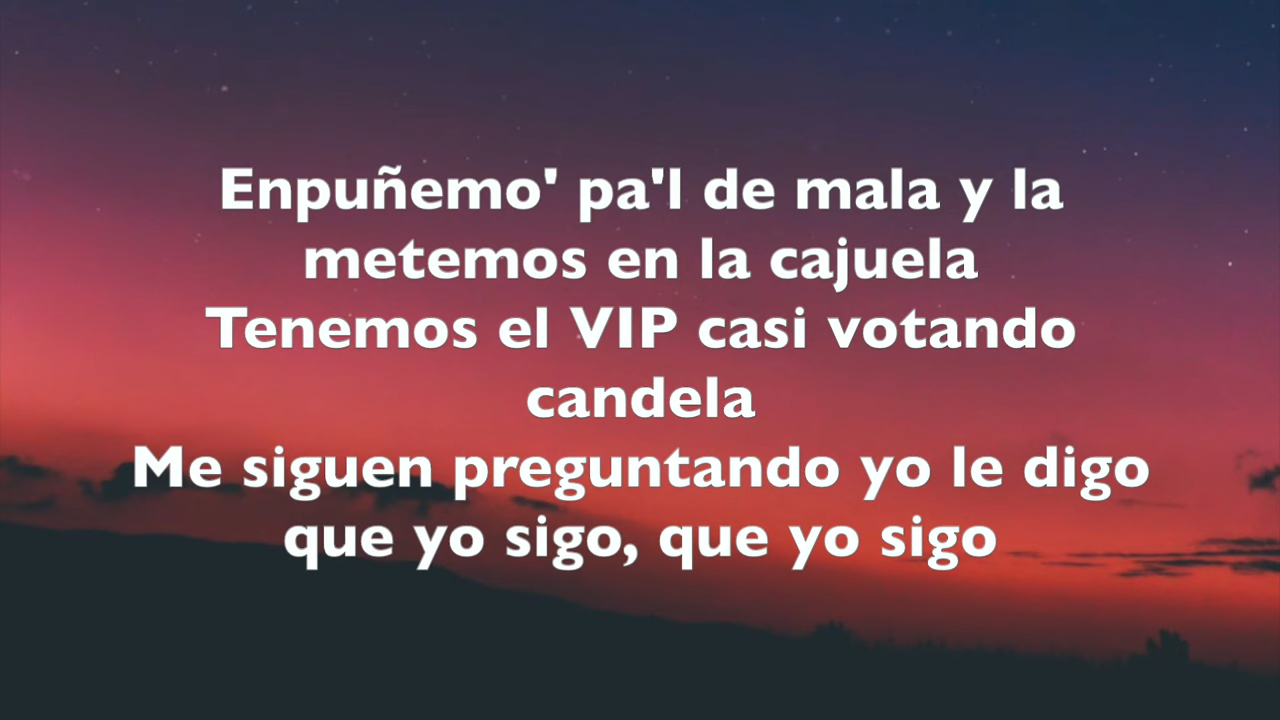 Enpuñemo' pa'l de mala y la
metemos en la cajuela
Tenemos el VIP casi votando
candela
Me siguen preguntando yo le digo
que yo sigo, que yo sigo